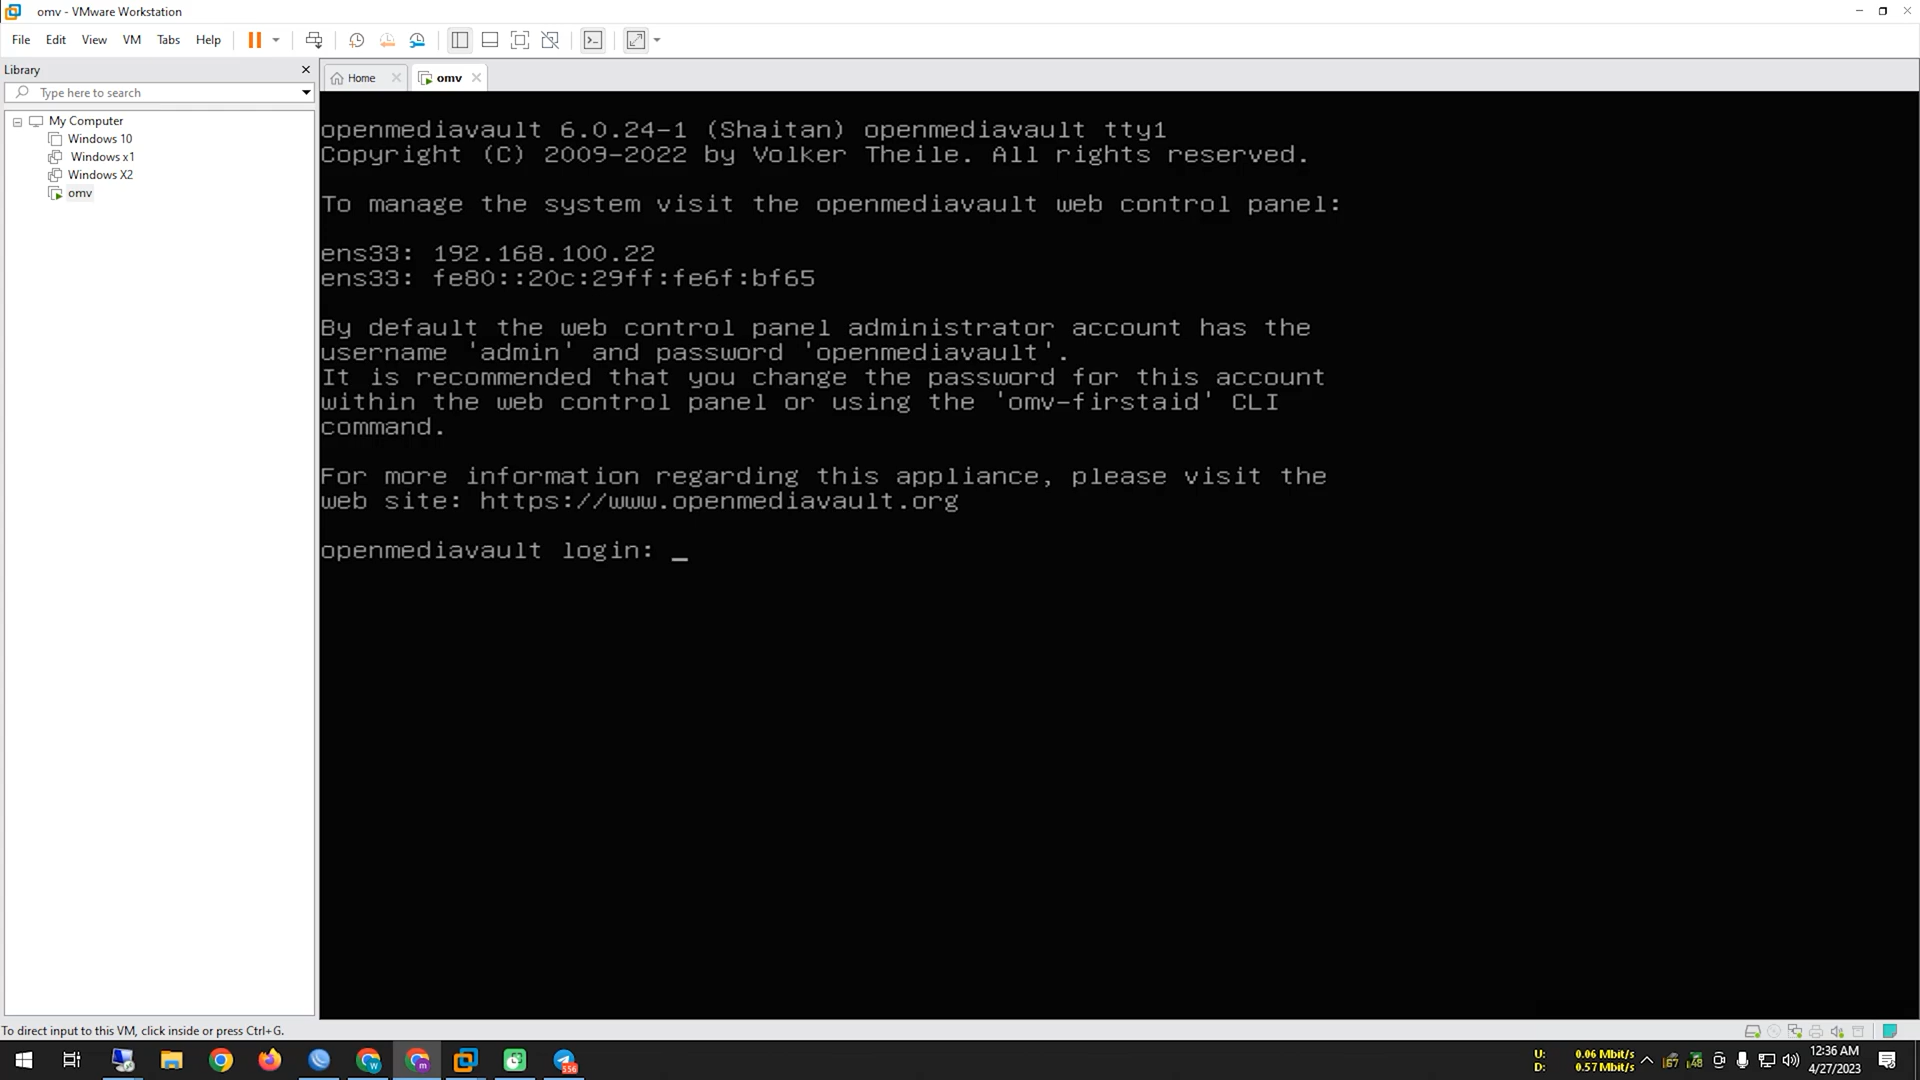 omv - VMware Workstation
File Edit View VM Tabs Help
Library
Type here to search
My Computer
Windows 10
Windows x1
Windows X2
omv
Home
omv
openmediavault 6.0.24-1 (Shaitan) openmediavault tty1
Copyright (C) 2009-2022 by Volker Theile. All rights reserved.
To manage the system visit the openmediavault web control panel:
ens33: 192.168.100.22
ens33: fe80::20c:29ff:fe6f:bf65
By default the web control panel administrator account has the
username 'admin' and password 'openmediavault'.
It is recommended that you change the password for this account
within the web control panel or using the 'omv-firstaid' CLI
command.
For more information regarding this appliance, please visit the
web site: https://www.openmediavault.org
openmediavault login: _
To direct input to this VM, click inside or press Ctrl+G.
W
m
556
U: 0.06 Mbit/s
D: 0.57 Mbit/s
67
48
12:36 AM
4/27/2023